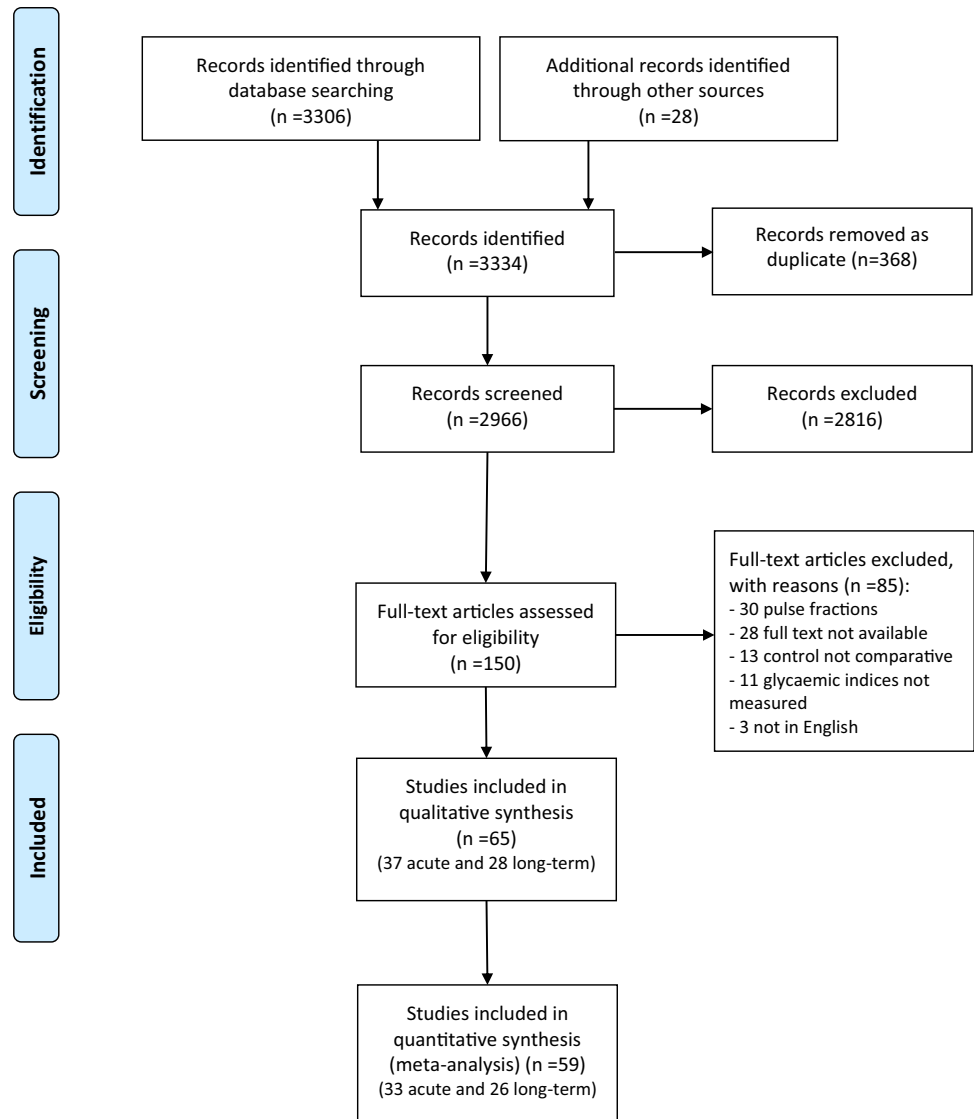 Identification
Records identified through
database searching
(n =3306)
Additional records identified
through other sources
(n =28)
Records identified
(n =3334)
Records removed as
duplicate (n=368)
Screening
Records screened
(n =2966)
Records excluded
(n =2816)
Eligibility
Full-text articles assessed
for eligibility
(n =150)
Full-text articles excluded,
with reasons (n =85):
- 30 pulse fractions
- 28 full text not available
- 13 control not comparative
- 11 glycaemic indices not
measured
- 3 not in English
Included
Studies included in
qualitative synthesis
(n =65)
(37 acute and 28 long-term)
Studies included in
quantitative synthesis
(meta-analysis) (n =59)
(33 acute and 26 long-term)